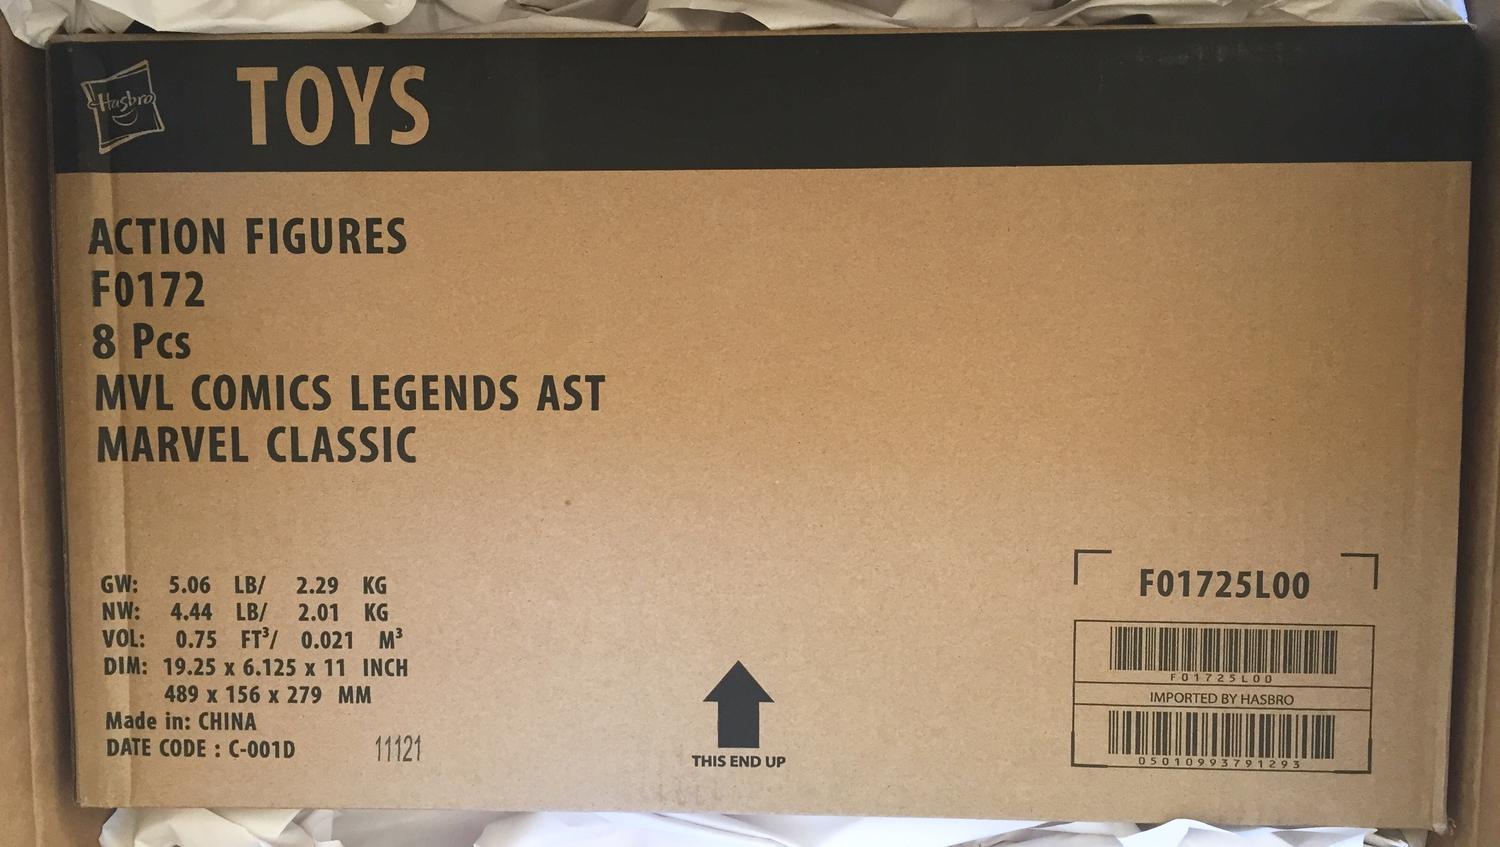 Hasbro
TOYS
ACTION FIGURES
F0172
8 Pcs
MVL COMICS LEGENDS AST
MARVEL CLASSIC
GW: 5.06 LB/ 2.29 KG
NW: 4.44 LB/ 2.01 KG
VOL: 0.75 FT³/ 0.021 M³
DIM: 19.25 x 6.125 x 11 INCH
489 x 156 x 279 MM
Made in: CHINA
DATE CODE : C-001D 11121
THIS END UP
F01725L00
F01725L00
IMPORTED BY HASBRO
05010993791293